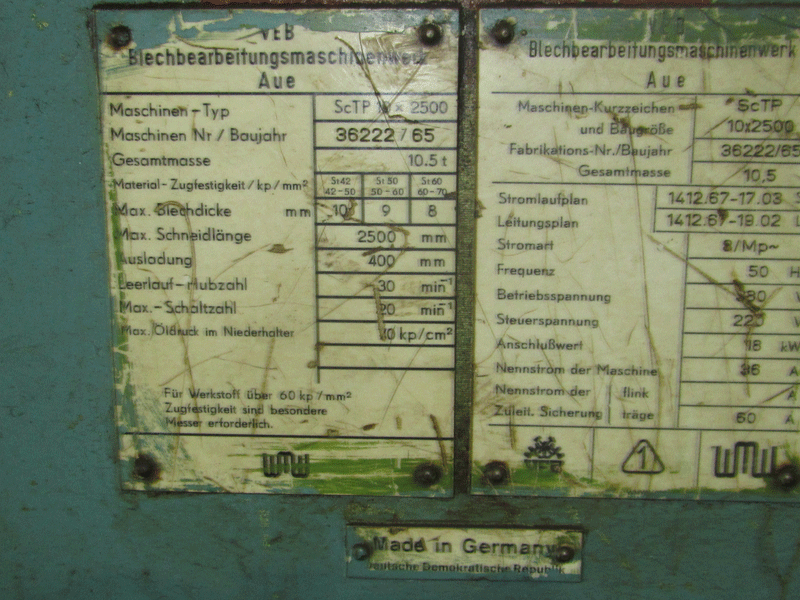 VEB
Blechbearbeitungsmaschinenwerk
Aue
Maschinen-Typ ScTP 10 × 2500
Maschinen Nr / Baujahr 36222/65
Gesamtmasse 10.5 t
Material-Zugfestigkeit/kp/mm² St42 42-50 St50 50-60 St60 60-70
Max. Blechdicke mm 10 9 8
Max. Schneidlänge 2500 mm
Ausladung 400 mm
Leerlauf-Hubzahl 30 min⁻¹
Max.-Schaltzahl 20 min⁻¹
Max. Öldruck im Niederhalter kp/cm²
Für Werkstoff über 60 kp/mm²
Zugfestigkeit sind besondere
Messer erforderlich.
WMW
Blechbearbeitungsmaschinenwerk
Aue
Maschinen-Kurzzeichen ScTP
und Baugröße 10x2500
Fabrikations-Nr./Baujahr 36222/65
Gesamtmasse 10,5
Stromlaufplan 1412.67-17.03
Leitungsplan 1412.67-19.02
Stromart 3/Mp~
Frequenz 50 H
Betriebsspannung 380
Steuerspannung 220
Anschlußwert 18 kW
Nennstrom der Maschine 36 A
Nennstrom der flink A
Zuleit. Sicherung träge 60 A
VEB 1 WMW
Made in Germany
Deutsche Demokratische Republik